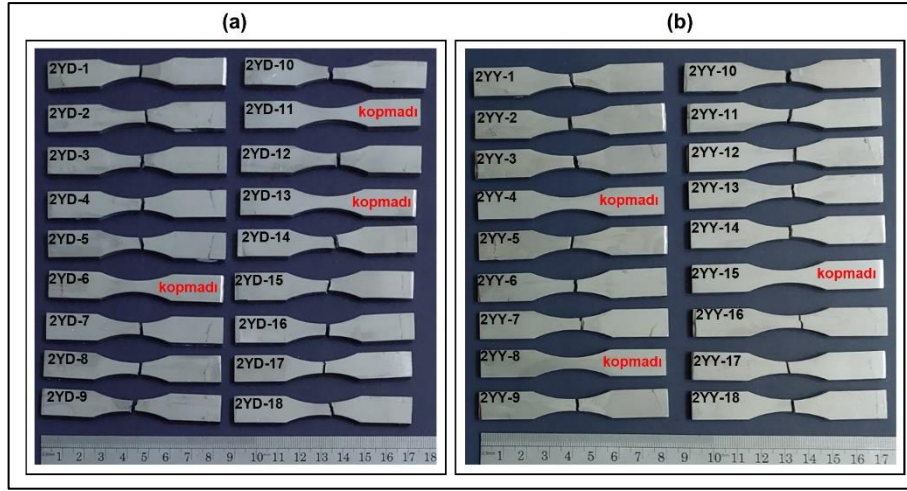 (a)
2YD-1
2YD-2
2YD-3
2YD-4
2YD-5
2YD-6
kopmadı
2YD-7
2YD-8
2YD-9
2YD-10
2YD-11
kopmadı
2YD-12
2YD-13
kopmadı
2YD-14
2YD-15
2YD-16
2YD-17
2YD-18
1 2 3 4 5 6 7 8 9 10 11 12 13 14 15 16 17 18
(b)
2YY-1
2YY-2
2YY-3
2YY-4
kopmadı
2YY-5
2YY-6
2YY-7
2YY-8
kopmadı
2YY-9
2YY-10
2YY-11
2YY-12
2YY-13
2YY-14
2YY-15
kopmadı
2YY-16
2YY-17
2YY-18
1 2 3 4 5 6 7 8 9 10 11 12 13 14 15 16 17